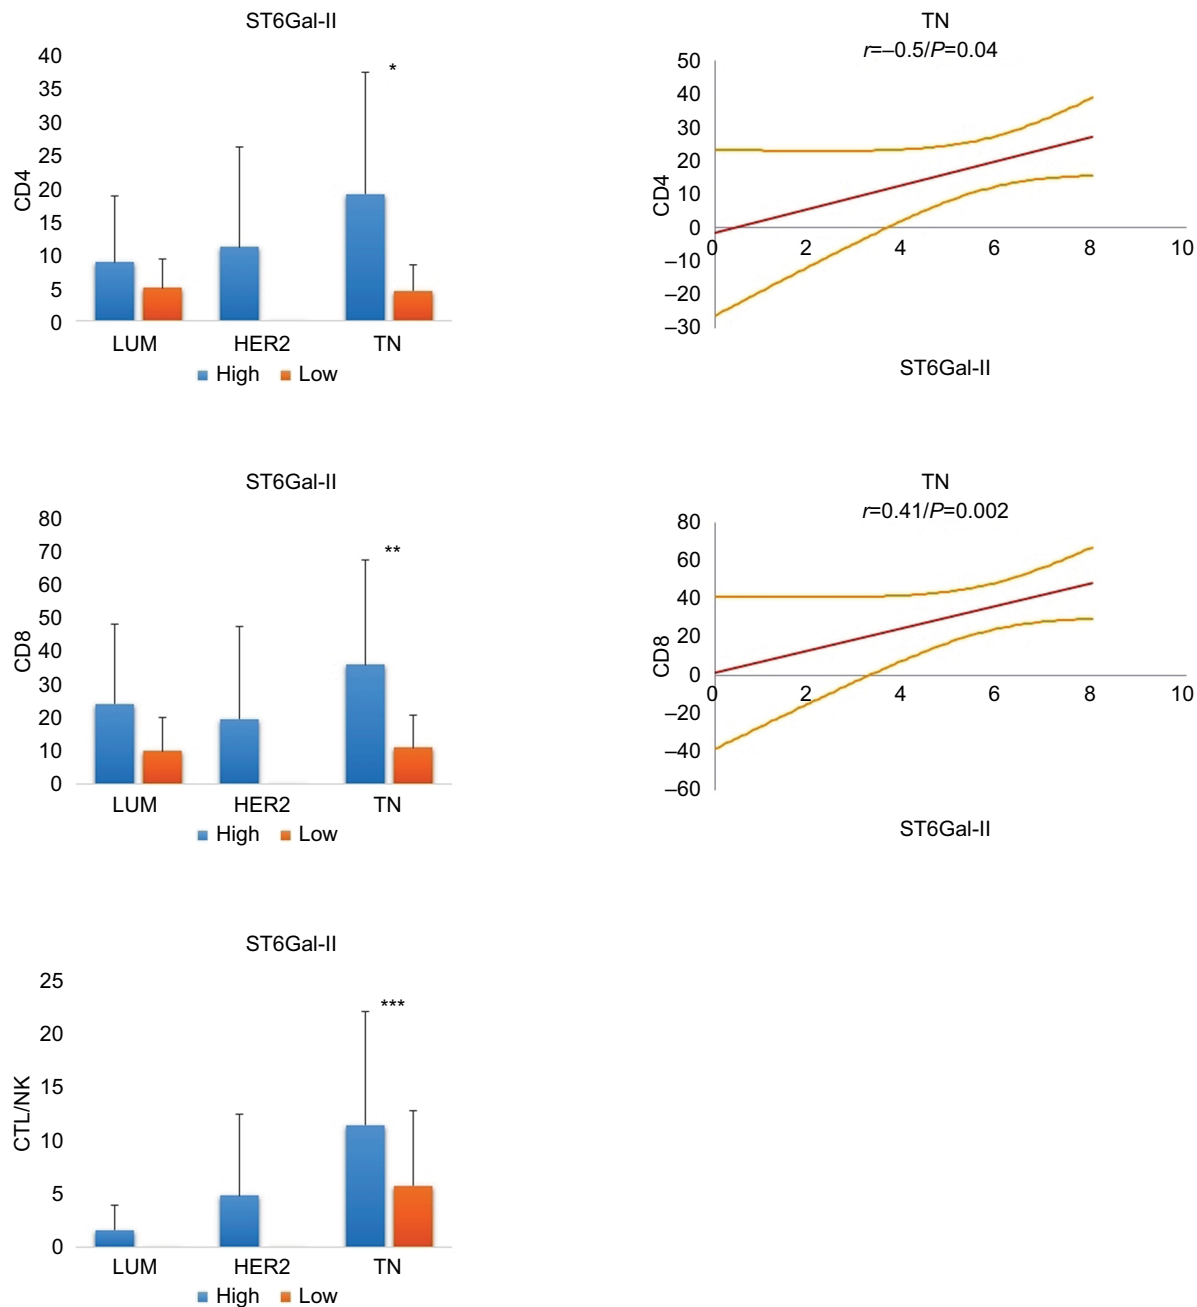 ST6Gal-II
40
35
30
25
20
15
10
5
0
CD4
*
LUM HER2 TN
High Low
TN
r=–0.5/P=0.04
50
40
30
20
10
0
–10
–20
–30
CD4
0 2 4 6 8 10
ST6Gal-II
ST6Gal-II
80
70
60
50
40
30
20
10
0
CD8
**
LUM HER2 TN
High Low
TN
r=0.41/P=0.002
80
60
40
20
0
–20
–40
–60
CD8
0 2 4 6 8 10
ST6Gal-II
ST6Gal-II
25
20
15
10
5
0
CTL/NK
***
LUM HER2 TN
High Low